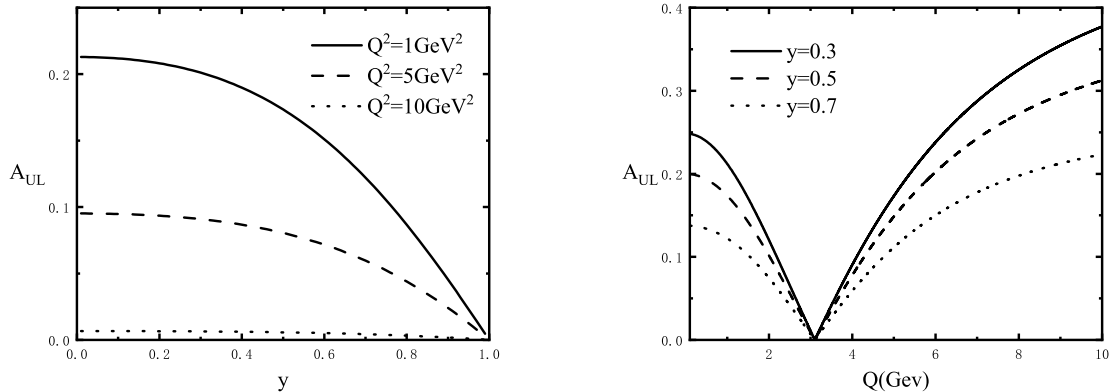 Q²=1GeV²
Q²=5GeV²
Q²=10GeV²
0.2
0.1
0.0
A_UL
0.0 0.2 0.4 0.6 0.8 1.0
y
y=0.3
y=0.5
y=0.7
0.4
0.3
0.2
0.1
0.0
A_UL
2 4 6 8 10
Q(Gev)